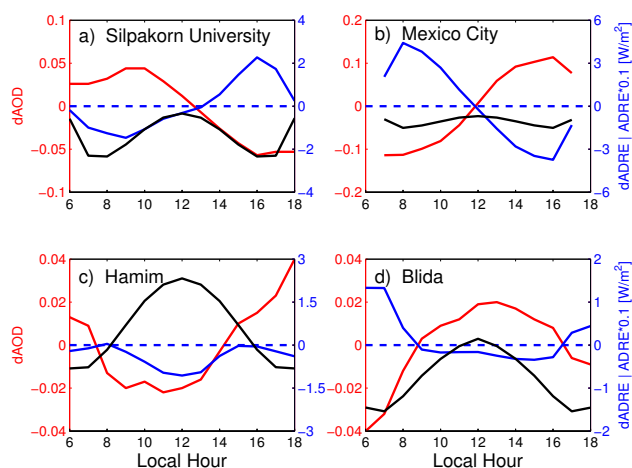 a) Silpakorn University
b) Mexico City
0.1
0.05
0
−0.05
−0.1
dAOD
4
2
0
−2
−4
6 8 10 12 14 16 18
0.2
0.1
0
−0.1
−0.2
6
3
0
−3
−6
dADRE | ADRE*0.1 [W/m²]
6 8 10 12 14 16 18
c) Hamim
d) Blida
0.04
0.02
0
−0.02
−0.04
dAOD
3
1.5
0
−1.5
−3
6 8 10 12 14 16 18
Local Hour
0.04
0.02
0
−0.02
−0.04
2
1
0
−1
−2
dADRE | ADRE*0.1 [W/m²]
6 8 10 12 14 16 18
Local Hour